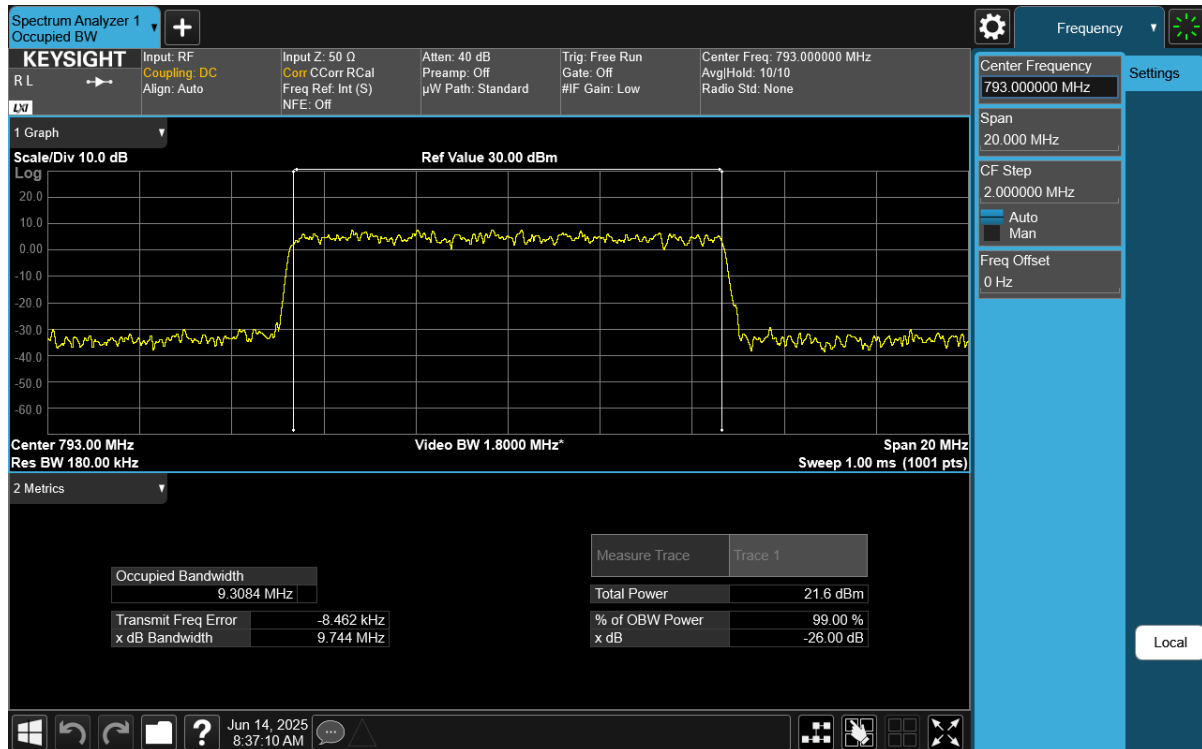 Spectrum Analyzer 1
Occupied BW
Frequency
KEYSIGHT
R L
LXI
Input: RF
Coupling: DC
Align: Auto
Input Z: 50 Ω
Corr CCorr RCal
Freq Ref: Int (S)
NFE: Off
Atten: 40 dB
Preamp: Off
µW Path: Standard
Trig: Free Run
Gate: Off
#IF Gain: Low
Center Freq: 793.000000 MHz
Avg|Hold: 10/10
Radio Std: None
Center Frequency
793.000000 MHz
Settings
Span
20.000 MHz
CF Step
2.000000 MHz
Auto
Man
Freq Offset
0 Hz
Local
1 Graph
Scale/Div 10.0 dB
Ref Value 30.00 dBm
Log
20.0
10.0
0.00
-10.0
-20.0
-30.0
-40.0
-50.0
-60.0
Center 793.00 MHz
Video BW 1.8000 MHz*
Span 20 MHz
Res BW 180.00 kHz
Sweep 1.00 ms (1001 pts)
2 Metrics
Measure Trace Trace 1
Occupied Bandwidth
9.3084 MHz
Total Power 21.6 dBm
Transmit Freq Error -8.462 kHz
% of OBW Power 99.00 %
x dB Bandwidth 9.744 MHz
x dB -26.00 dB
?
Jun 14, 2025
8:37:10 AM